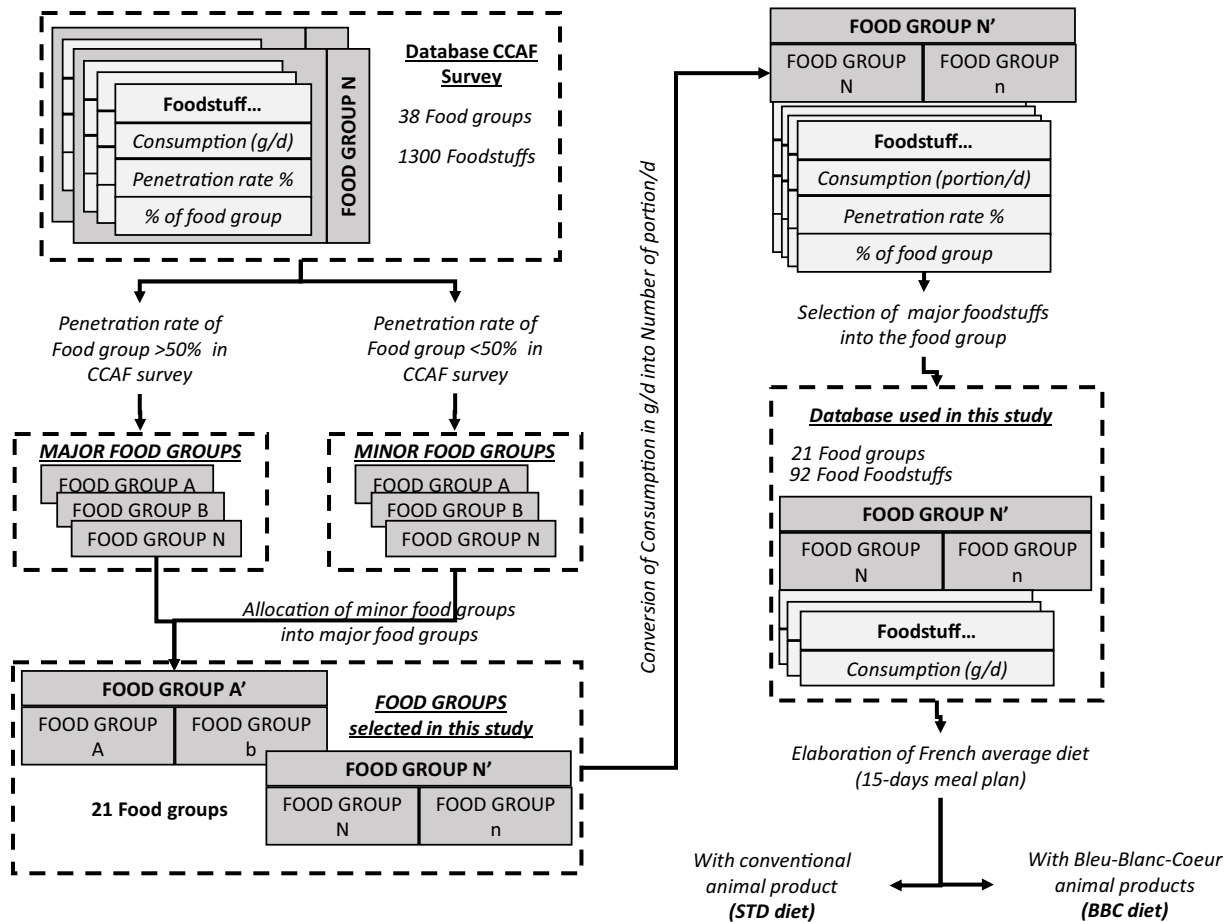 Database CCAF
Survey
38 Food groups
1300 Foodstuffs
Foodstuff...
Consumption (g/d)
Penetration rate %
% of food group
FOOD GROUP N
Penetration rate of
Food group >50% in
CCAF survey
Penetration rate of
Food group <50% in
CCAF survey
MAJOR FOOD GROUPS
FOOD GROUP A
FOOD GROUP B
FOOD GROUP N
MINOR FOOD GROUPS
FOOD GROUP A
FOOD GROUP B
FOOD GROUP N
Allocation of minor food groups
into major food groups
FOOD GROUP A’
FOOD GROUP
A
FOOD GROUP
b
FOOD GROUPS
selected in this study
FOOD GROUP N’
FOOD GROUP
N
FOOD GROUP
n
21 Food groups
Conversion of Consumption in g/d into Number of portion/d
FOOD GROUP N’
FOOD GROUP
N
FOOD GROUP
n
Foodstuff...
Consumption (portion/d)
Penetration rate %
% of food group
Selection of major foodstuffs
into the food group
Database used in this study
21 Food groups
92 Food Foodstuffs
FOOD GROUP N’
FOOD GROUP
N
FOOD GROUP
n
Foodstuff...
Consumption (g/d)
Elaboration of French average diet
(15-days meal plan)
With conventional
animal product
(STD diet)
With Bleu-Blanc-Coeur
animal products
(BBC diet)